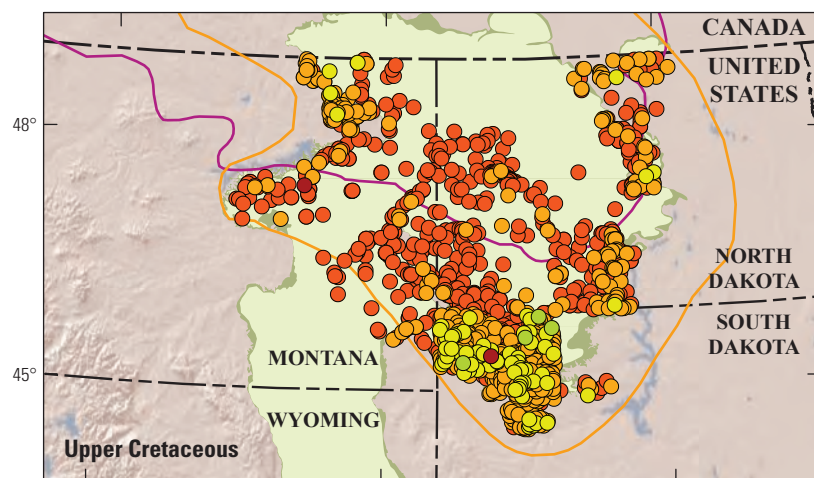 CANADA
UNITED
STATES
48°
NORTH
DAKOTA
SOUTH
DAKOTA
MONTANA
45°
WYOMING
Upper Cretaceous